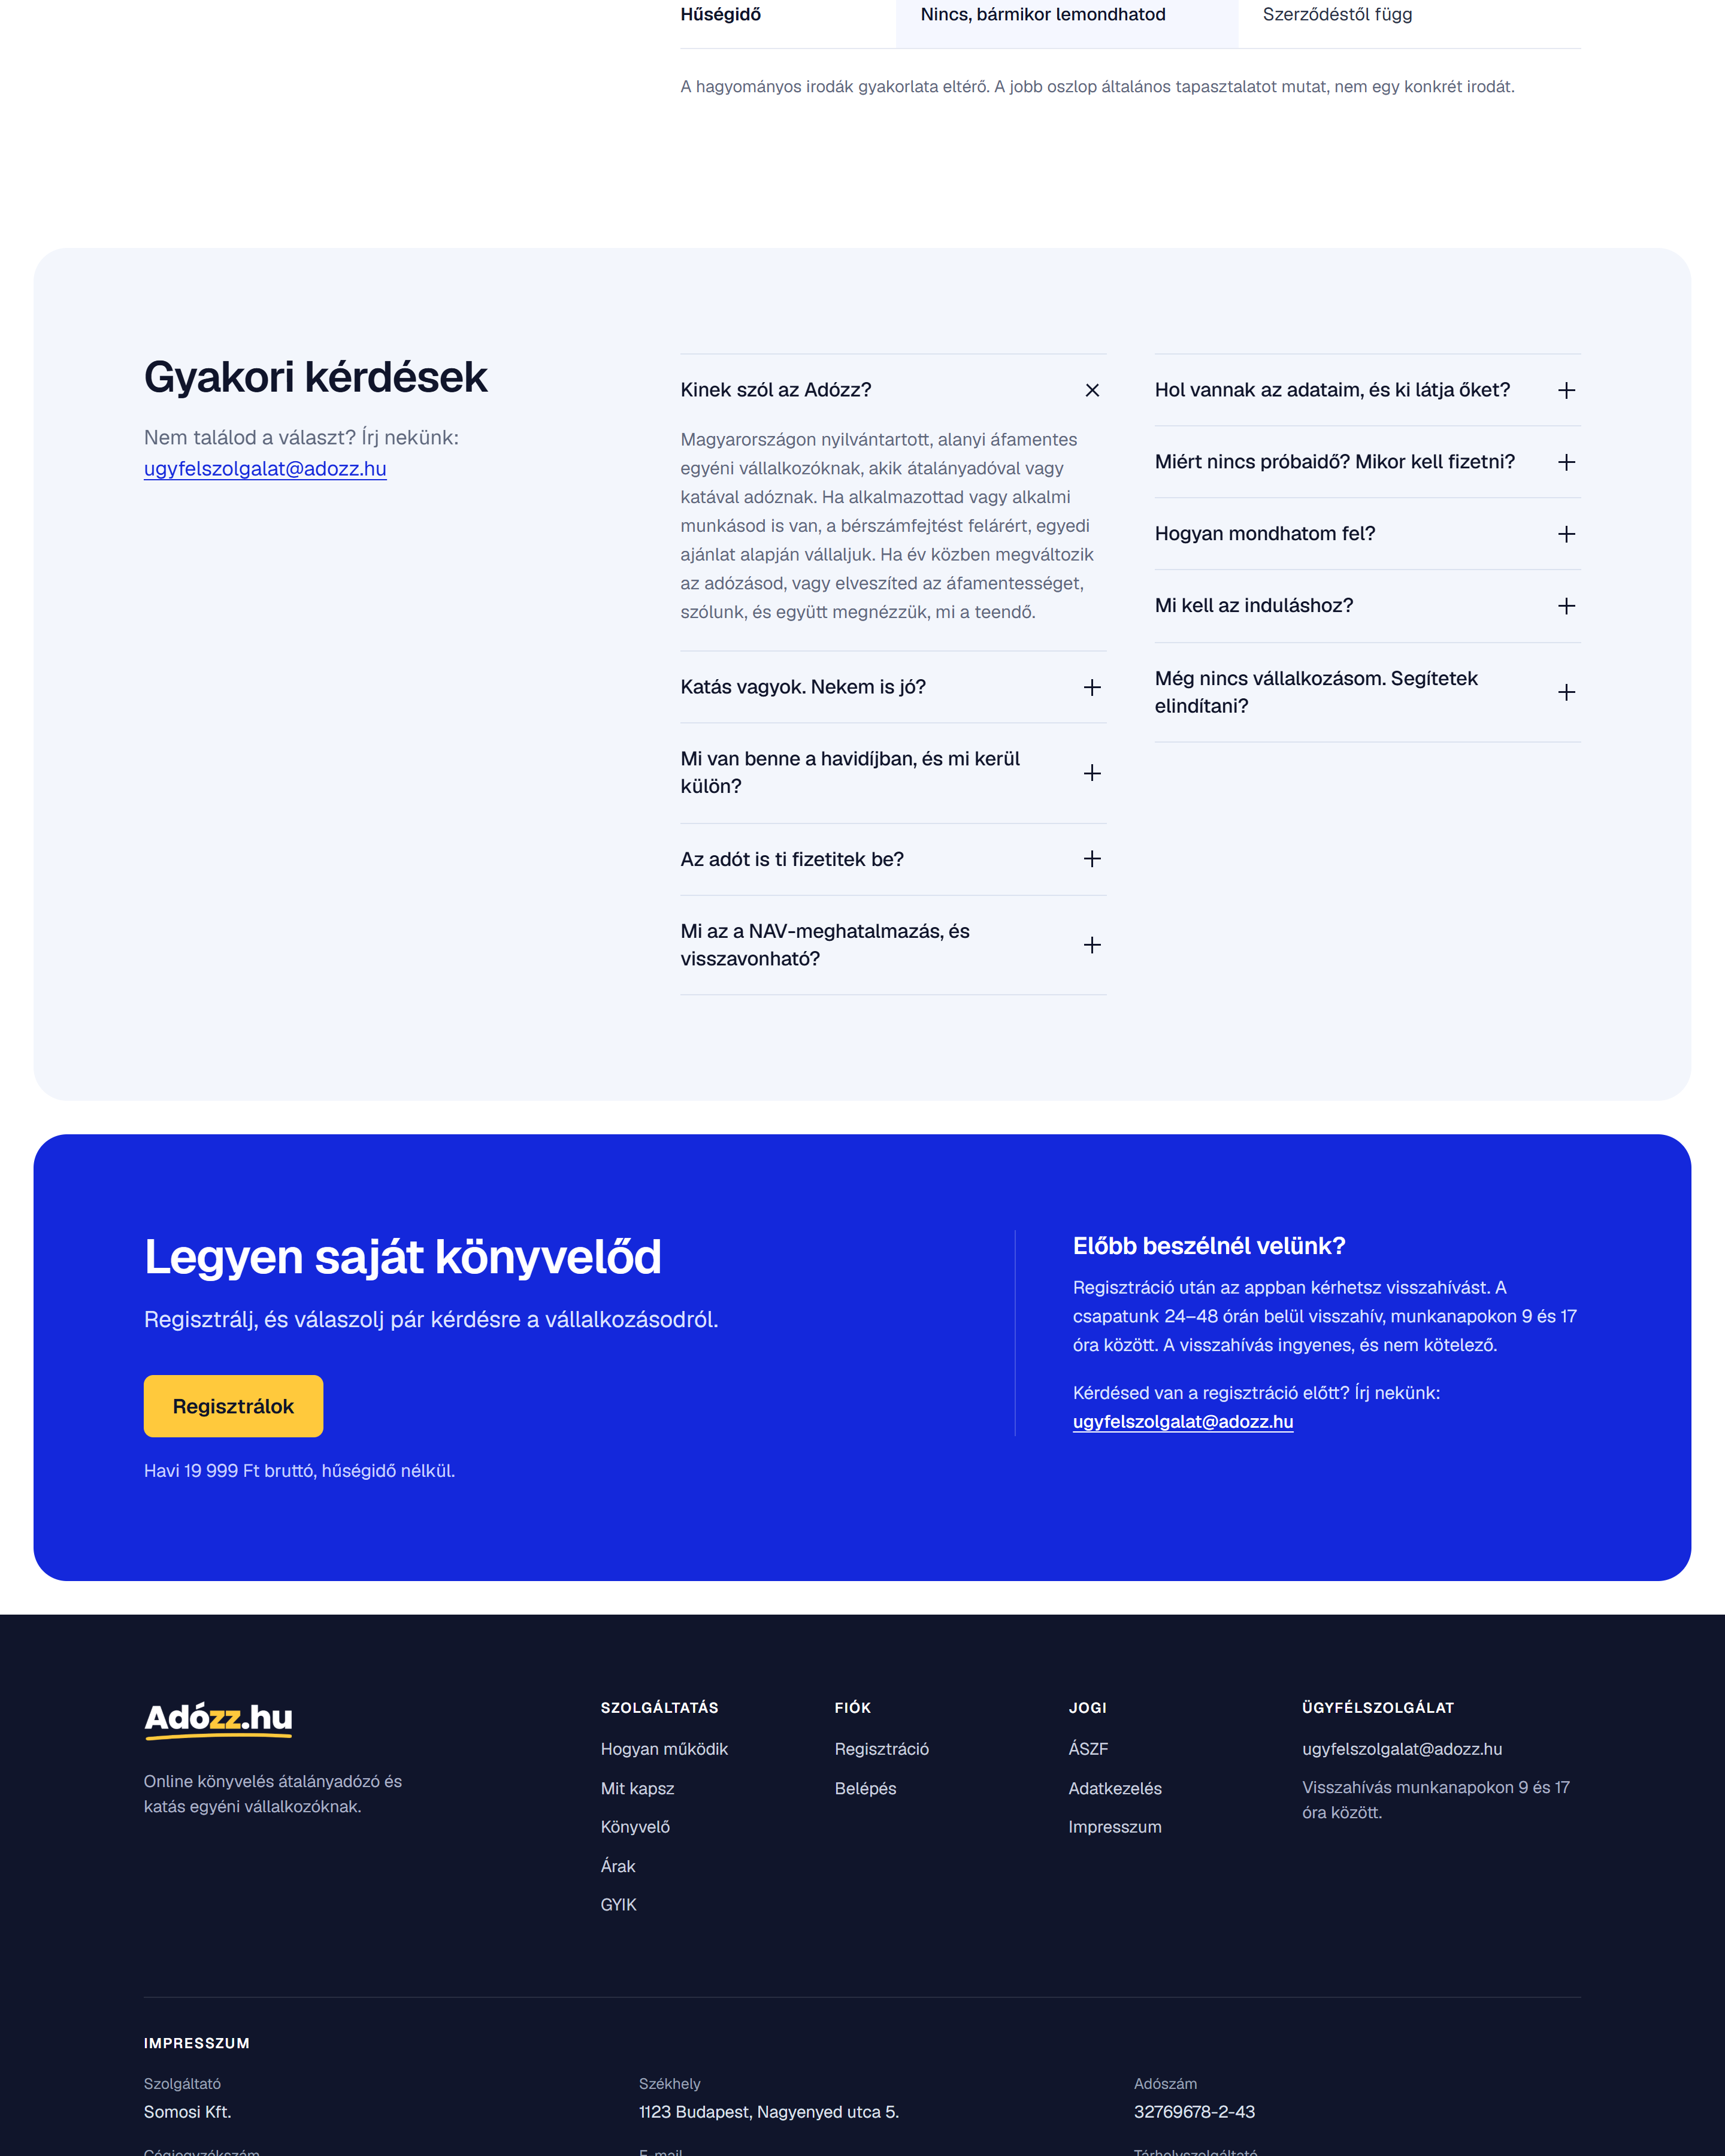 Hűségidő
Nincs, bármikor lemondhatod
Szerződéstől függ
A hagyományos irodák gyakorlata eltérő. A jobb oszlop általános tapasztalatot mutat, nem egy konkrét irodát.
Gyakori kérdések
Nem találod a választ? Írj nekünk:
ugyfelszolgalat@adozz.hu
Kinek szól az Adózz?
Magyarországon nyilvántartott, alanyi áfamentes
egyéni vállalkozóknak, akik átalányadóval vagy
katával adóznak. Ha alkalmazottad vagy alkalmi
munkásod is van, a bérszámfejtést felárért, egyedi
ajánlat alapján vállaljuk. Ha év közben megváltozik
az adózásod, vagy elveszíted az áfamentességet,
szólunk, és együtt megnézzük, mi a teendő.
Katás vagyok. Nekem is jó?
Mi van benne a havidíjban, és mi kerül
külön?
Az adót is ti fizetitek be?
Mi az a NAV-meghatalmazás, és
visszavonható?
Hol vannak az adataim, és ki látja őket?
Miért nincs próbaidő? Mikor kell fizetni?
Hogyan mondhatom fel?
Mi kell az induláshoz?
Még nincs vállalkozásom. Segítetek
elindítani?
Legyen saját könyvelőd
Regisztrálj, és válaszolj pár kérdésre a vállalkozásodról.
Regisztrálok
Havi 19 999 Ft bruttó, hűségidő nélkül.
Előbb beszélnél velünk?
Regisztráció után az appban kérhetsz visszahívást. A
csapatunk 24–48 órán belül visszahív, munkanapokon 9 és 17
óra között. A visszahívás ingyenes, és nem kötelező.
Kérdésed van a regisztráció előtt? Írj nekünk:
ugyfelszolgalat@adozz.hu
Adózz.hu
Online könyvelés átalányadózó és
katás egyéni vállalkozóknak.
SZOLGÁLTATÁS
Hogyan működik
Mit kapsz
Könyvelő
Árak
GYIK
FIÓK
Regisztráció
Belépés
JOGI
ÁSZF
Adatkezelés
Impresszum
ÜGYFÉLSZOLGÁLAT
ugyfelszolgalat@adozz.hu
Visszahívás munkanapokon 9 és 17
óra között.
IMPRESSZUM
Szolgáltató
Somosi Kft.
Székhely
1123 Budapest, Nagyenyed utca 5.
Adószám
32769678-2-43
Cégjegyzékszám
E-mail
Tárhelyszolgáltató